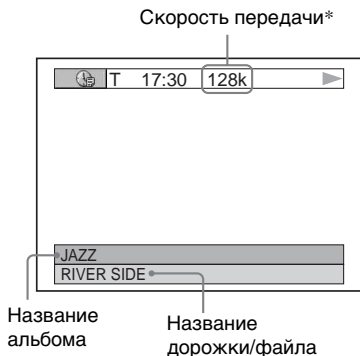 Скорость передачи*
T 17:30 128k
JAZZ
RIVER SIDE
Название
альбома
Название
дорожки/файла